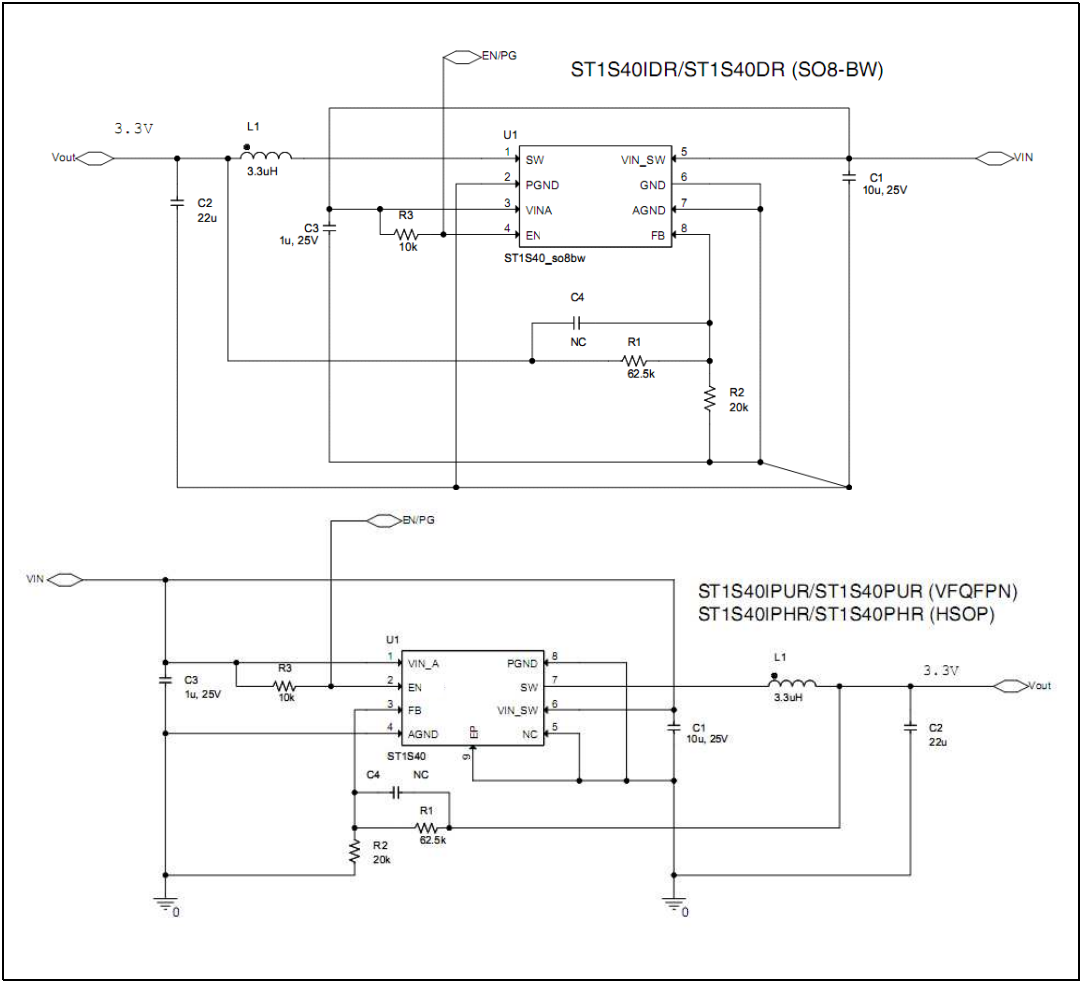 EN/PG
ST1S40IDR/ST1S40DR (SO8-BW)
3.3V
L1
U1
Vout
3.3uH
1
SW
VIN_SW
5
VIN
2
PGND
GND
6
C1
10u, 25V
C2
22u
3
VINA
AGND
7
C3
1u, 25V
R3
10k
4
EN
FB
8
ST1S40_so8bw
C4
NC
R1
62.5k
R2
20k
EN/PG
VIN
ST1S40IPUR/ST1S40PUR (VFQFPN)
ST1S40IPHR/ST1S40PHR (HSOP)
U1
1
VIN_A
PGND
8
L1
3.3V
R3
10k
2
EN
SW
7
3.3uH
Vout
C3
1u, 25V
3
FB
VIN_SW
6
4
AGND
EP
NC
5
C1
10u, 25V
C2
22u
ST1S40
9
C4
NC
R1
62.5k
R2
20k
0
0